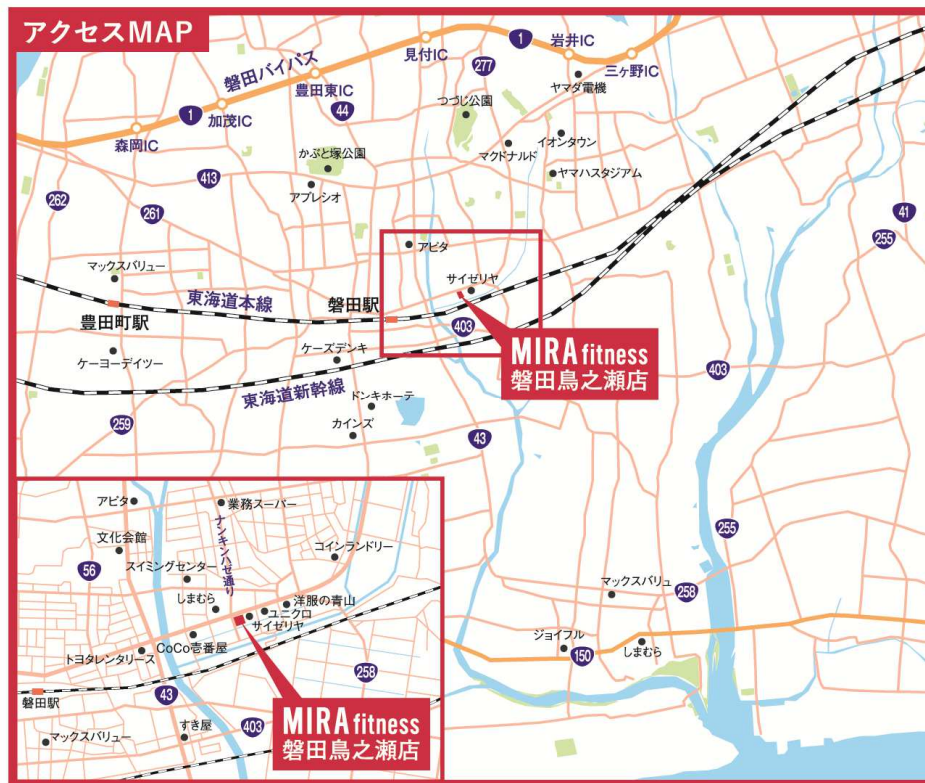 アクセスMAP
見付IC
1
岩井IC
三ヶ野IC
磐田バイパス
豊田東IC
277
ヤマダ電機
1
加茂IC
44
つつじ公園
森岡IC
かぶと塚公園
マクドナルド
イオンタウン
413
アプレシオ
ヤマハスタジアム
262
261
41
255
アピタ
マックスバリュー
サイゼリヤ
東海道本線
磐田駅
豊田町駅
403
ケーヨーデイツー
ケーズデンキ
MIRA fitness
磐田鳥之瀬店
403
東海道新幹線
ドンキホーテ
259
カインズ
43
アピタ
業務スーパー
ナンキンハゼ通り
文化会館
コインランドリー
56
スイミングセンター
しまむら
洋服の青山
ユニクロ
サイゼリヤ
CoCo壱番屋
トヨタレンタリース
258
磐田駅
43
MIRA fitness
磐田鳥之瀬店
すき屋
403
マックスバリュー
255
マックスバリュ
258
ジョイフル
150
しまむら